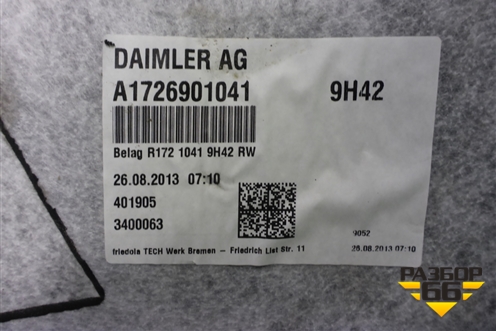 DAIMLER AG
A1726901041 9H42
Belag R172 1041 9H42 RW
26.08.2013 07:10
401905
3400063
9052
friedola TECH Werk Bremen – Friedrich List Str. 11 26.08.2013 07:10
РАЗБОР
66